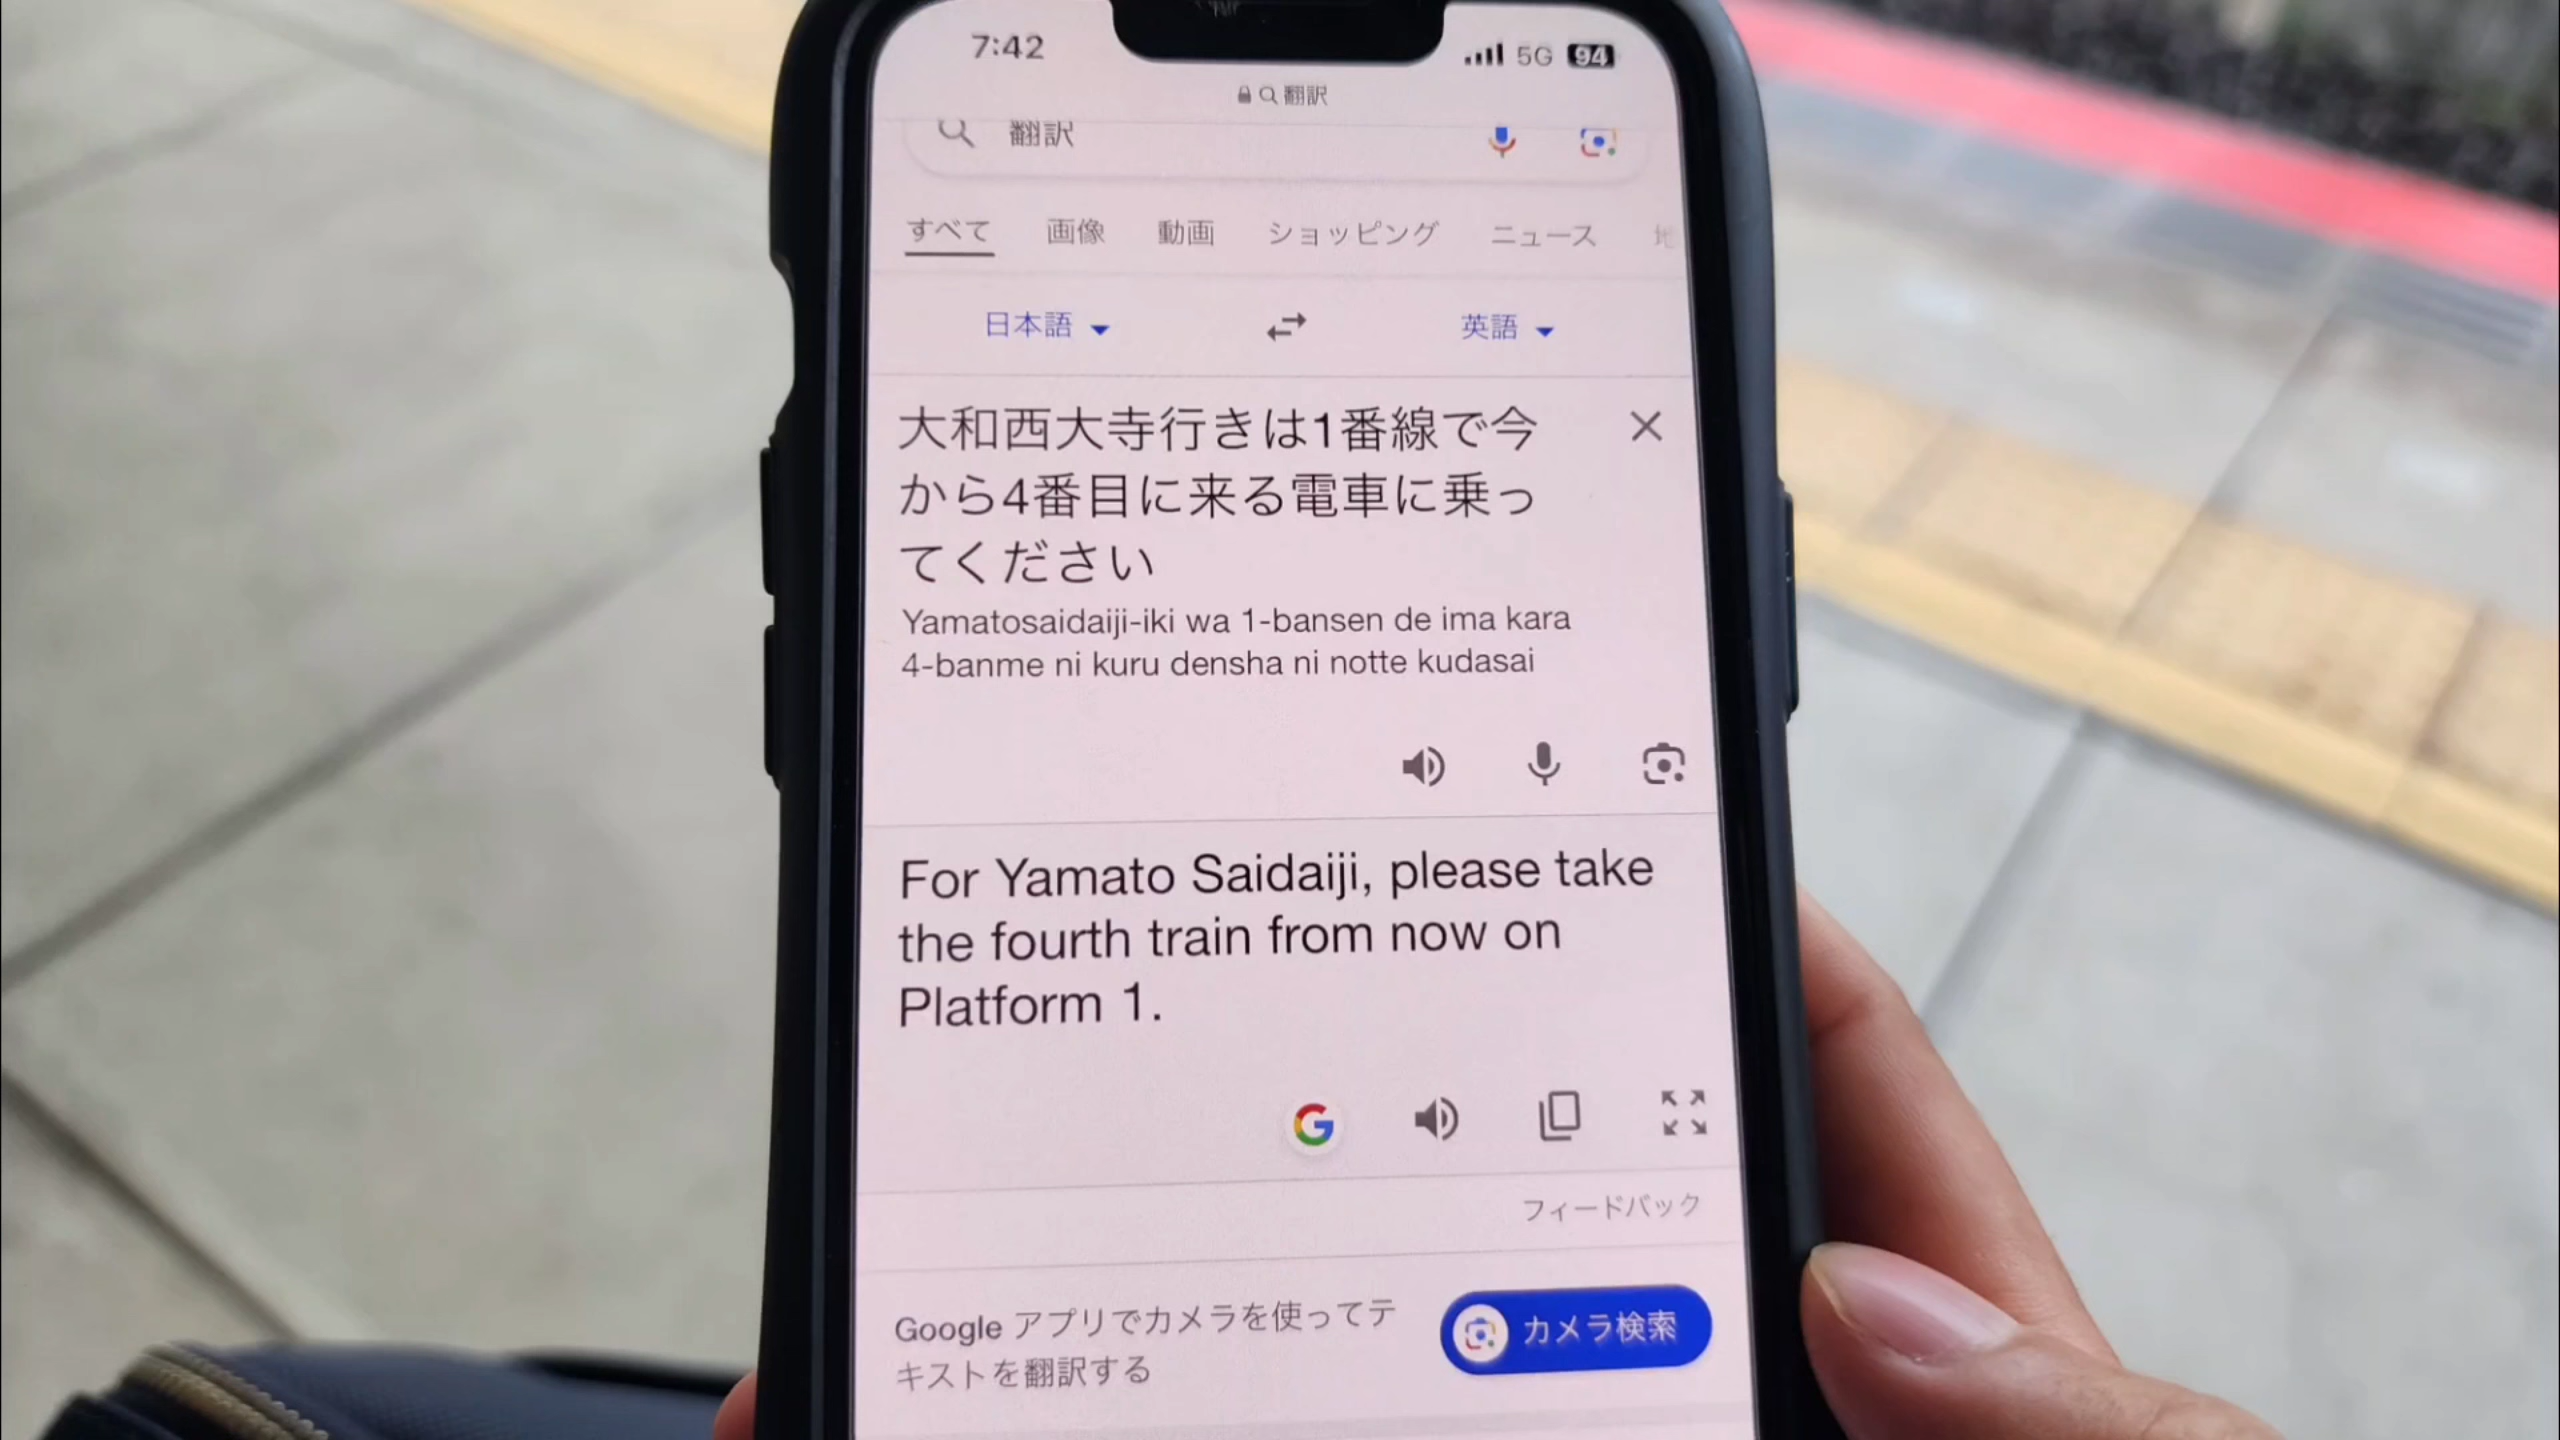 7:42
5G 94
翻訳
翻訳
すべて 画像 動画 ショッピング ニュース 地
日本語 英語
大和西大寺行きは1番線で今
から4番目に来る電車に乗っ
てください
Yamatosaidaiji-iki wa 1-bansen de ima kara
4-banme ni kuru densha ni notte kudasai
For Yamato Saidaiji, please take
the fourth train from now on
Platform 1.
G
フィードバック
Google アプリでカメラを使ってテ
キストを翻訳する
カメラ検索